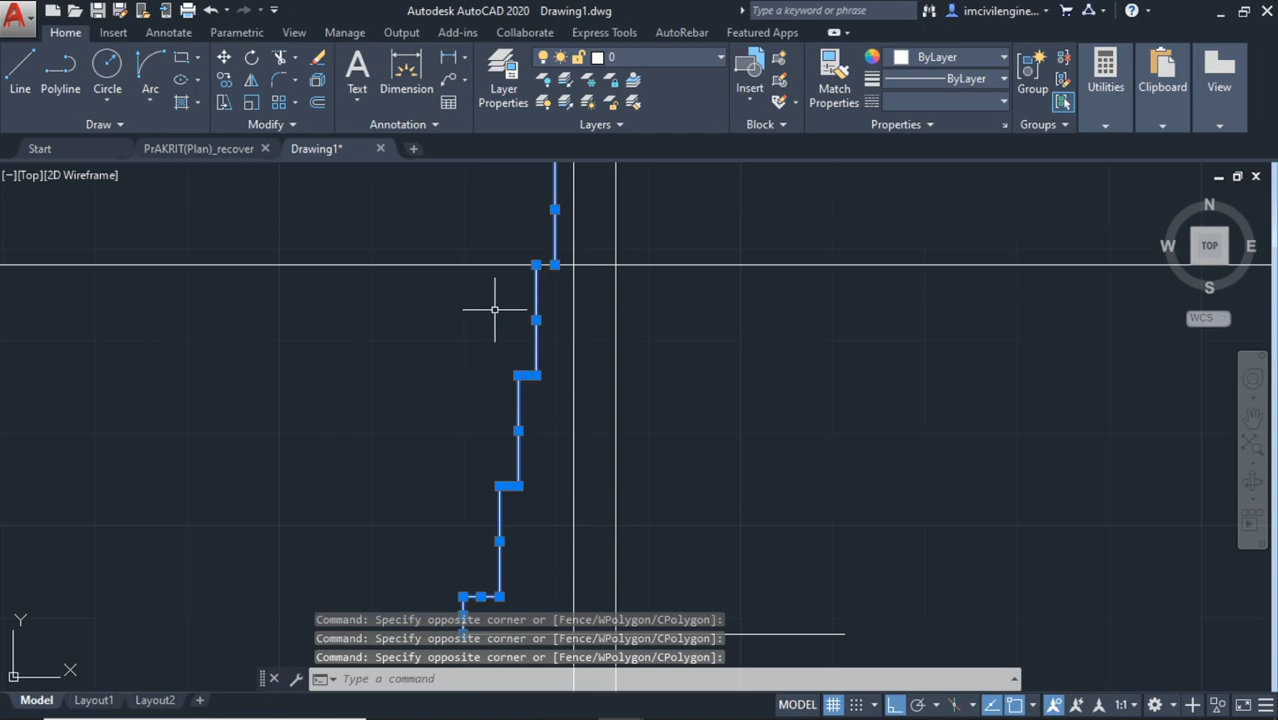 Autodesk AutoCAD 2020 Drawing1.dwg Type a keyword or phrase imcivilengine...
Home Insert Annotate Parametric View Manage Output Add-ins Collaborate Express Tools AutoRebar Featured Apps
Line Polyline Circle Arc Text Dimension Layer Properties 0 Insert Match Properties ByLayer ByLayer Group Utilities Clipboard View
Draw Modify Annotation Layers Block Properties Groups
Start PrAKRIT(Plan)_recover Drawing1*
[−][Top][2D Wireframe]
N
W TOP E
S
WCS
Command: Specify opposite corner or [Fence/WPolygon/CPolygon]:
Command: Specify opposite corner or [Fence/WPolygon/CPolygon]:
Command: Specify opposite corner or [Fence/WPolygon/CPolygon]:
Y
X
Type a command
Model Layout1 Layout2 MODEL 1:1